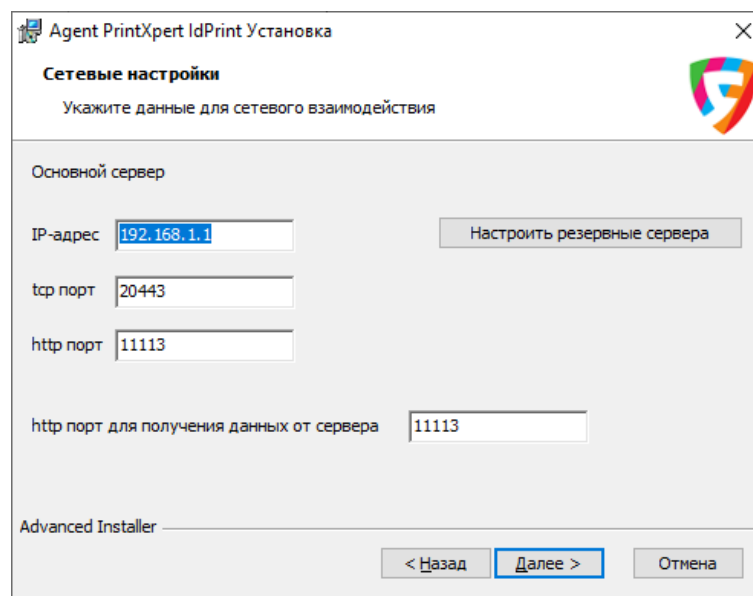 Agent PrintXpert IdPrint Установка
Сетевые настройки
Укажите данные для сетевого взаимодействия
Основной сервер
IP-адрес 192.168.1.1 Настроить резервные сервера
tcp порт 20443
http порт 11113
http порт для получения данных от сервера 11113
Advanced Installer
< Назад Далее > Отмена